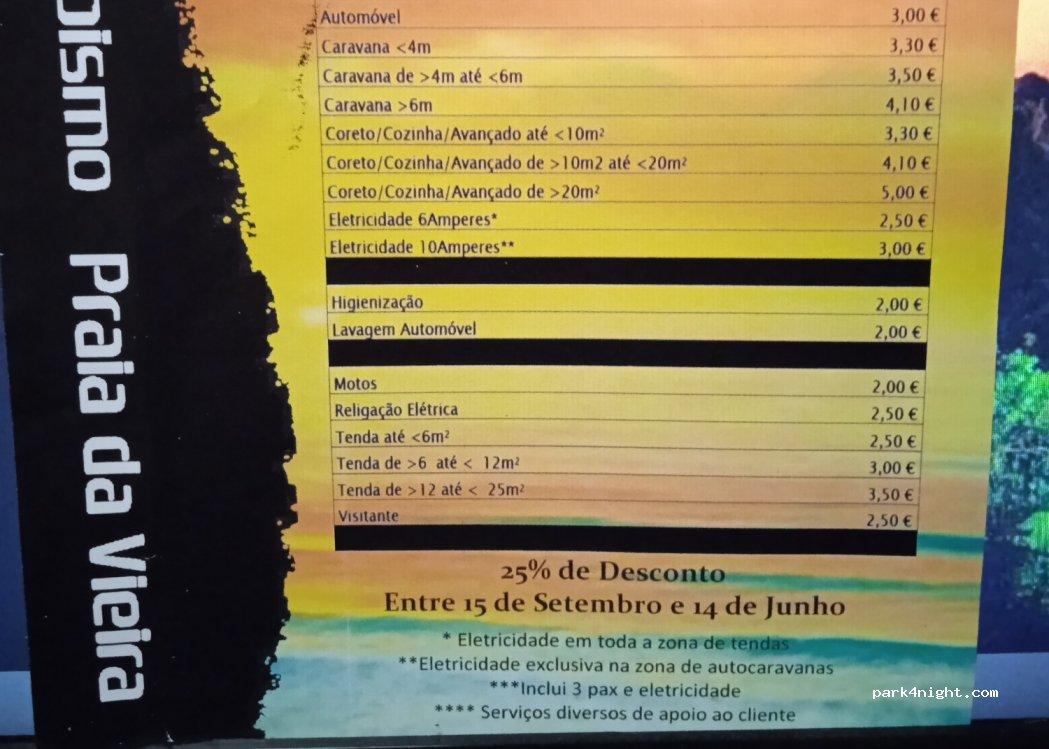 Automóvel 3,00 €
Caravana <4m 3,30 €
Caravana de >4m até <6m 3,50 €
Caravana >6m 4,10 €
Coreto/Cozinha/Avançado até <10m² 3,30 €
Coreto/Cozinha/Avançado de >10m2 até <20m² 4,10 €
Coreto/Cozinha/Avançado de >20m² 5,00 €
Eletricidade 6Amperes* 2,50 €
Eletricidade 10Amperes** 3,00 €
Higienização 2,00 €
Lavagem Automóvel 2,00 €
Motos 2,00 €
Religação Elétrica 2,50 €
Tenda até <6m² 2,50 €
Tenda de >6 até < 12m² 3,00 €
Tenda de >12 até < 25m² 3,50 €
Visitante 2,50 €
25% de Desconto
Entre 15 de Setembro e 14 de Junho
* Eletricidade em toda a zona de tendas
**Eletricidade exclusiva na zona de autocaravanas
***Inclui 3 pax e eletricidade
**** Serviços diversos de apoio ao cliente
Praia da Vieira
park4night.com